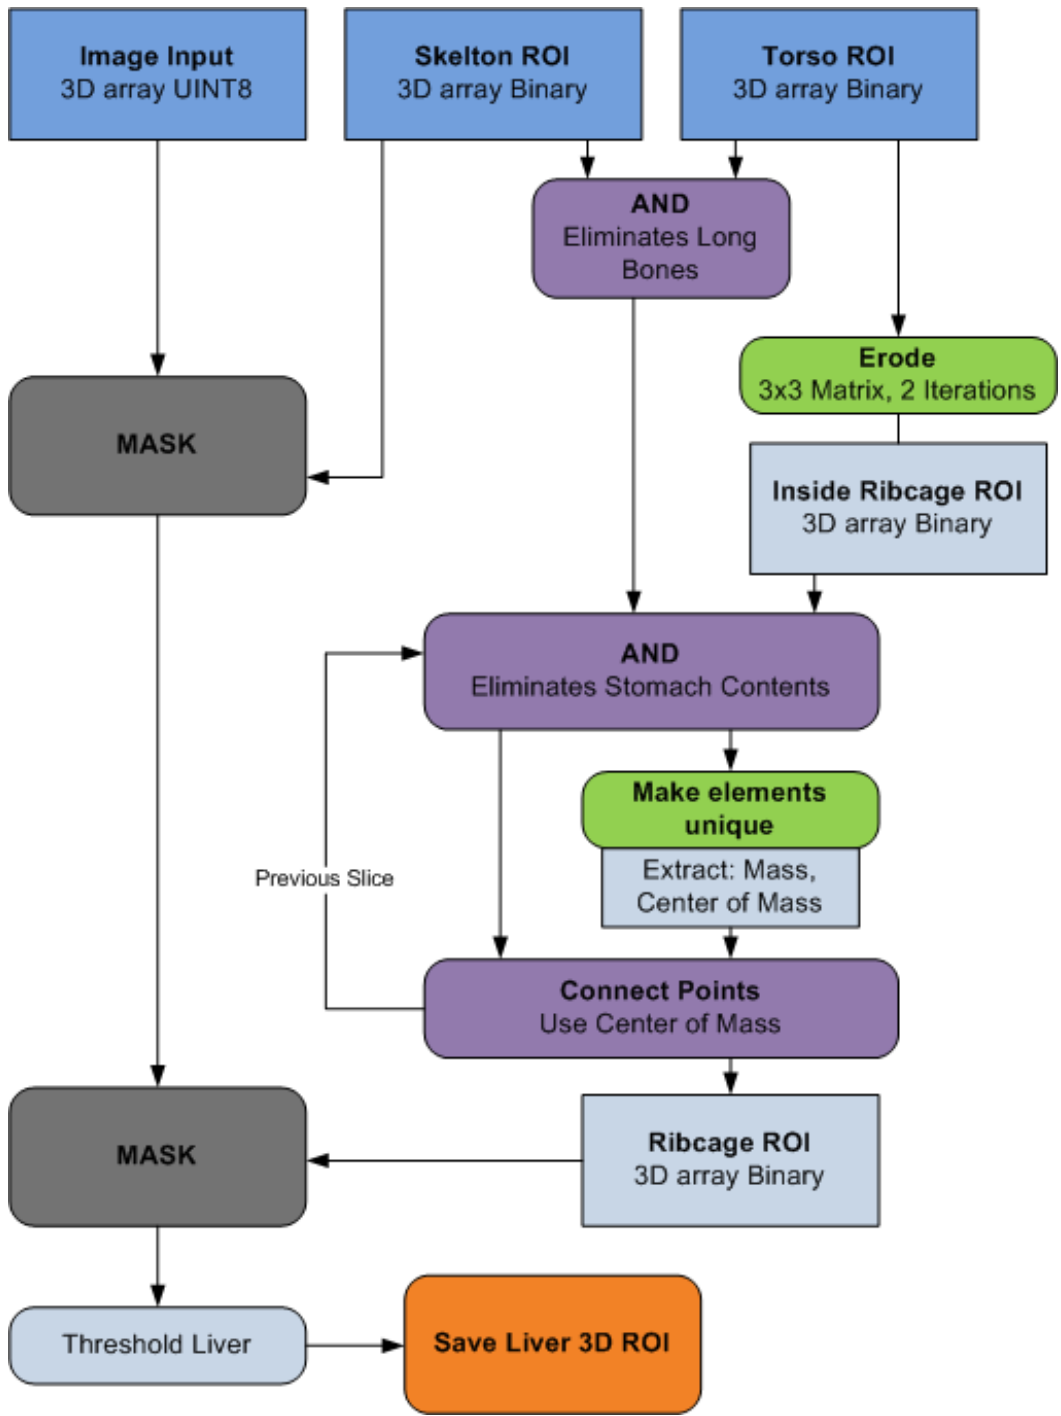 Image Input
3D array UINT8
Skelton ROI
3D array Binary
Torso ROI
3D array Binary
AND
Eliminates Long
Bones
Erode
3x3 Matrix, 2 Iterations
MASK
Inside Ribcage ROI
3D array Binary
AND
Eliminates Stomach Contents
Make elements
unique
Previous Slice
Extract: Mass,
Center of Mass
Connect Points
Use Center of Mass
MASK
Ribcage ROI
3D array Binary
Threshold Liver
Save Liver 3D ROI